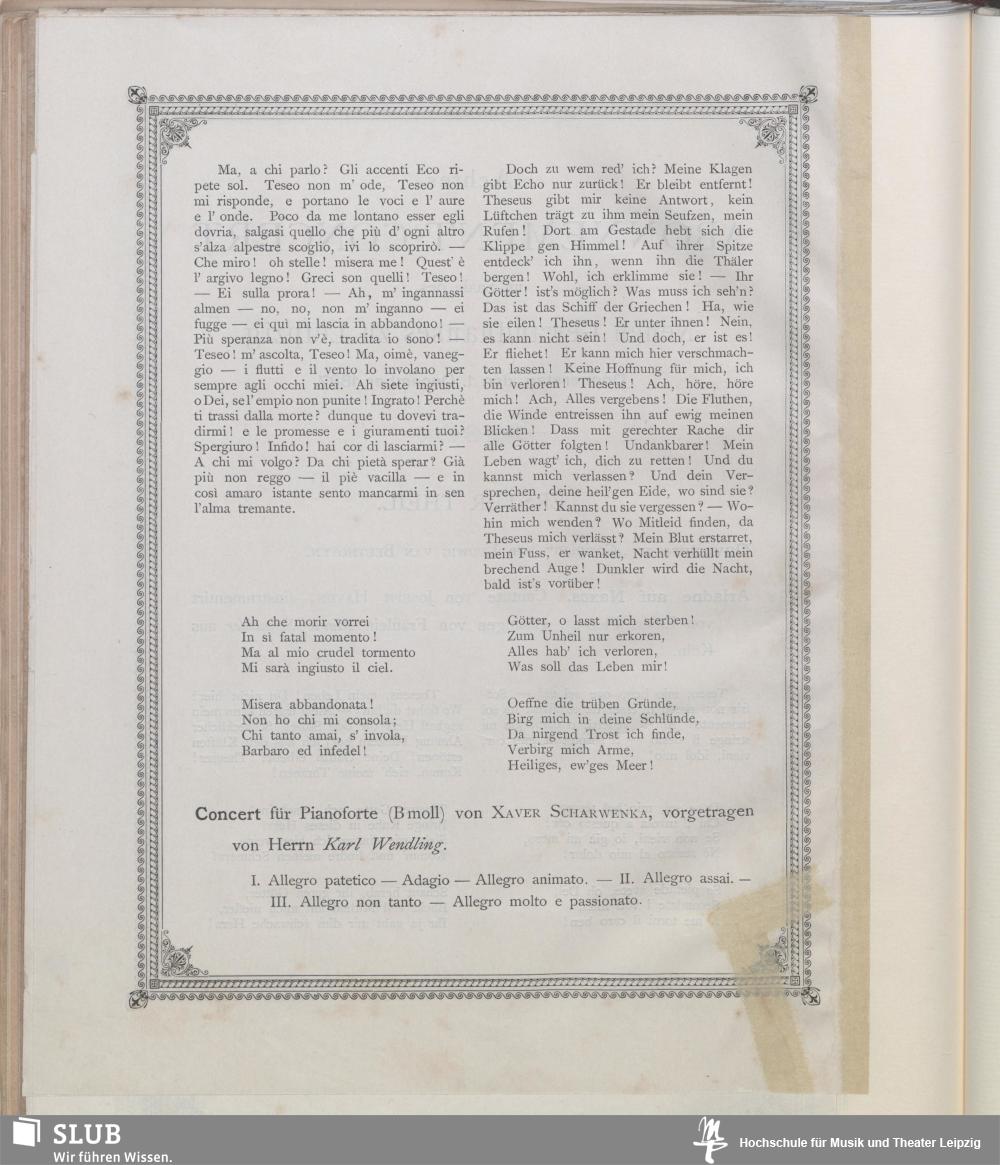 Ma, a chi parlo? Gli accenti Eco ri-
pete sol. Teseo non m' ode, Teseo non
mi risponde, e portano le voci e l' aure
e l' onde. Poco da me lontano esser egli
dovria, salgasi quello che più d' ogni altro
s'alza alpestre scoglio, ivi lo scoprirò. —
Che miro! oh stelle! misera me! Quest' è
l' argivo legno! Greci son quelli! Teseo!
— Ei sulla prora! — Ah, m' ingannassi
almen — no, no, non m' inganno — ei
fugge — ei quì mi lascia in abbandono! —
Più speranza non v'è, tradita io sono! —
Teseo! m' ascolta, Teseo! Ma, oimè, vaneg-
gio — i flutti e il vento lo involano per
sempre agli occhi miei. Ah siete ingiusti,
o Dei, se l' empio non punite! Ingrato! Perchè
ti trassi dalla morte? dunque tu dovevi tra-
dirmi! e le promesse e i giuramenti tuoi?
Spergiuro! Infido! hai cor di lasciarmi? —
A chi mi volgo? Da chi pietà sperar? Già
più non reggo — il piè vacilla — e in
così amaro istante sento mancarmi in sen
l'alma tremante.
Doch zu wem red' ich? Meine Klagen
gibt Echo nur zurück! Er bleibt entfernt!
Theseus gibt mir keine Antwort, kein
Lüftchen trägt zu ihm mein Seufzen, mein
Rufen! Dort am Gestade hebt sich die
Klippe gen Himmel! Auf ihrer Spitze
entdeck' ich ihn, wenn ihn die Thäler
bergen! Wohl, ich erklimme sie! — Ihr
Götter! ist's möglich? Was muss ich seh'n?
Das ist das Schiff der Griechen! Ha, wie
sie eilen! Theseus! Er unter ihnen! Nein,
es kann nicht sein! Und doch, er ist es!
Er fliehet! Er kann mich hier verschmach-
ten lassen! Keine Hoffnung für mich, ich
bin verloren! Theseus! Ach, höre, höre
mich! Ach, Alles vergebens! Die Fluthen,
die Winde entreissen ihn auf ewig meinen
Blicken! Dass mit gerechter Rache dir
alle Götter folgten! Undankbarer! Mein
Leben wagt' ich, dich zu retten! Und du
kannst mich verlassen? Und dein Ver-
sprechen, deine heil'gen Eide, wo sind sie?
Verräther! Kannst du sie vergessen? — Wo-
hin mich wenden? Wo Mitleid finden, da
Theseus mich verlässt? Mein Blut erstarret,
mein Fuss, er wanket, Nacht verhüllt mein
brechend Auge! Dunkler wird die Nacht,
bald ist's vorüber!
Ah che morir vorrei
In sì fatal momento!
Ma al mio crudel tormento
Mi sarà ingiusto il ciel.
Misera abbandonata!
Non ho chi mi consola;
Chi tanto amai, s' invola,
Barbaro ed infedel!
Götter, o lasst mich sterben!
Zum Unheil nur erkoren,
Alles hab' ich verloren,
Was soll das Leben mir!
Oeffne die trüben Gründe,
Birg mich in deine Schlünde,
Da nirgend Trost ich finde,
Verbirg mich Arme,
Heiliges, ew'ges Meer!
Concert für Pianoforte (B moll) von XAVER SCHARWENKA, vorgetragen
von Herrn Karl Wendling.
I. Allegro patetico — Adagio — Allegro animato. — II. Allegro assai. —
III. Allegro non tanto — Allegro molto e passionato.
SLUB
Wir führen Wissen.
Hochschule für Musik und Theater Leipzig